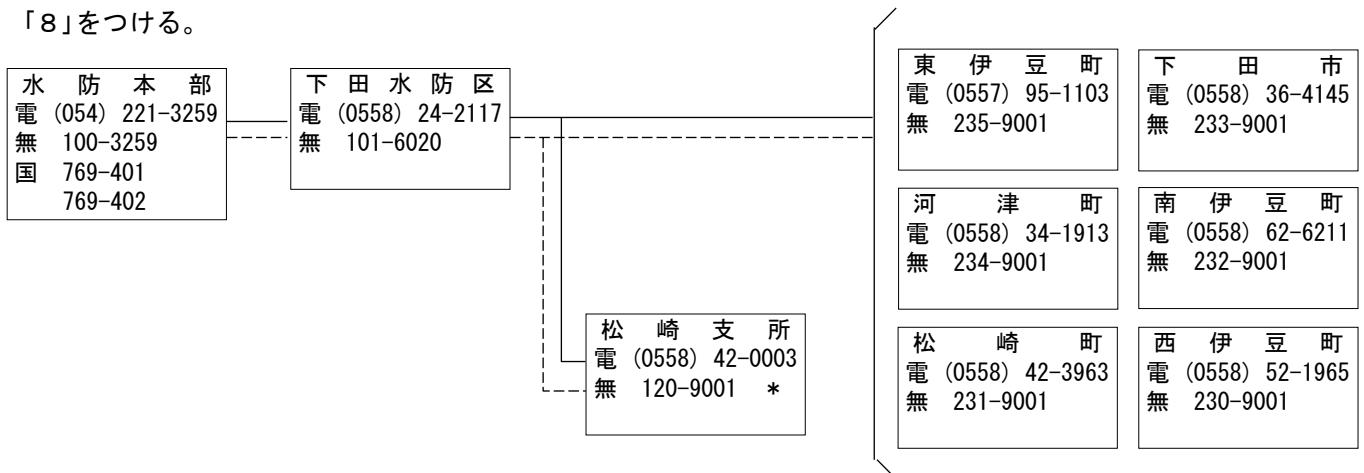 「８」をつける。
水防本部
電 (054) 221-3259
無 100-3259
国 769-401
769-402
下田水防区
電 (0558) 24-2117
無 101-6020
松崎支所
電 (0558) 42-0003
無 120-9001 *
東伊豆町
電 (0557) 95-1103
無 235-9001
下田市
電 (0558) 36-4145
無 233-9001
河津町
電 (0558) 34-1913
無 234-9001
南伊豆町
電 (0558) 62-6211
無 232-9001
松崎町
電 (0558) 42-3963
無 231-9001
西伊豆町
電 (0558) 52-1965
無 230-9001